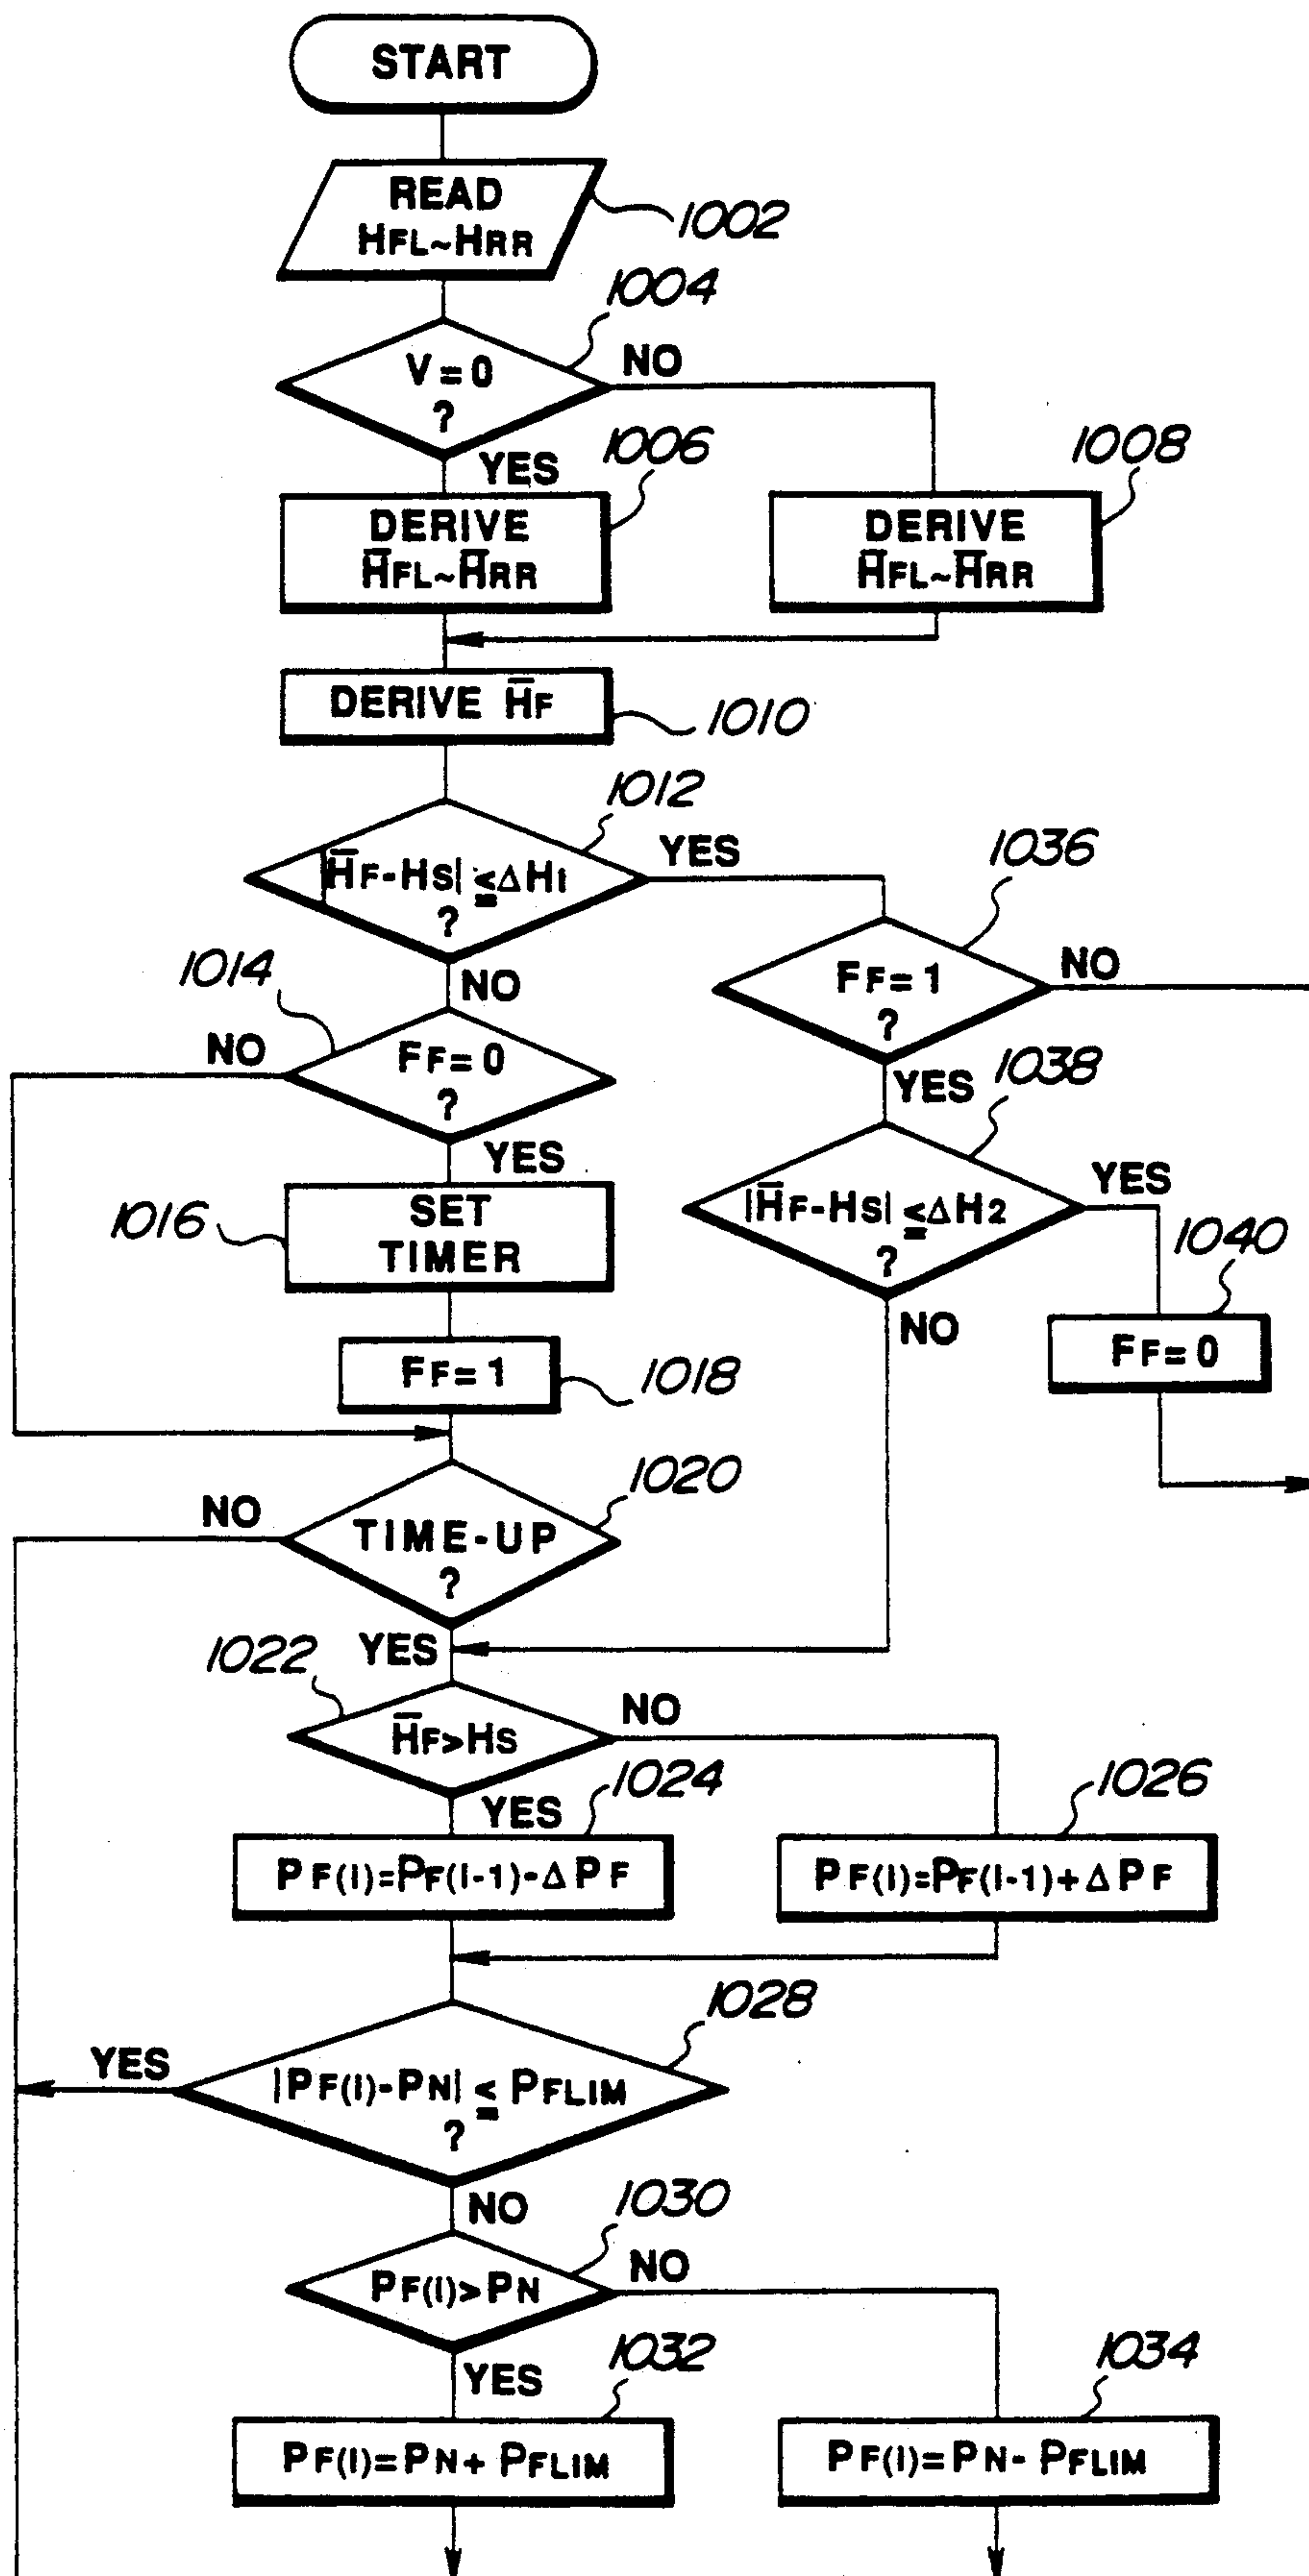 START
READ
HFL~HRR
1002
1004
V = 0
?
NO
YES
1006
1008
DERIVE
H̅FL~H̅RR
DERIVE
H̅FL~H̅RR
DERIVE H̅F
1010
1012
|H̅F-HS| ≦ ΔH1
?
YES
1036
NO
1014
FF = 1
?
NO
NO
FF = 0
?
YES
1038
YES
|H̅F-HS| ≦ ΔH2
?
YES
1016
SET
TIMER
1040
NO
FF = 1
1018
FF = 0
1020
NO
TIME-UP
?
YES
1022
H̅F>HS
NO
1024
1026
YES
PF(I)=PF(I-1)-Δ PF
PF(I)=PF(I-1)+Δ PF
1028
YES
|PF(I)-PN| ≦ PFLIM
?
NO
1030
PF(I)>PN
NO
1032
1034
YES
PF(I)=PN+ PFLIM
PF(I)=PN- PFLIM